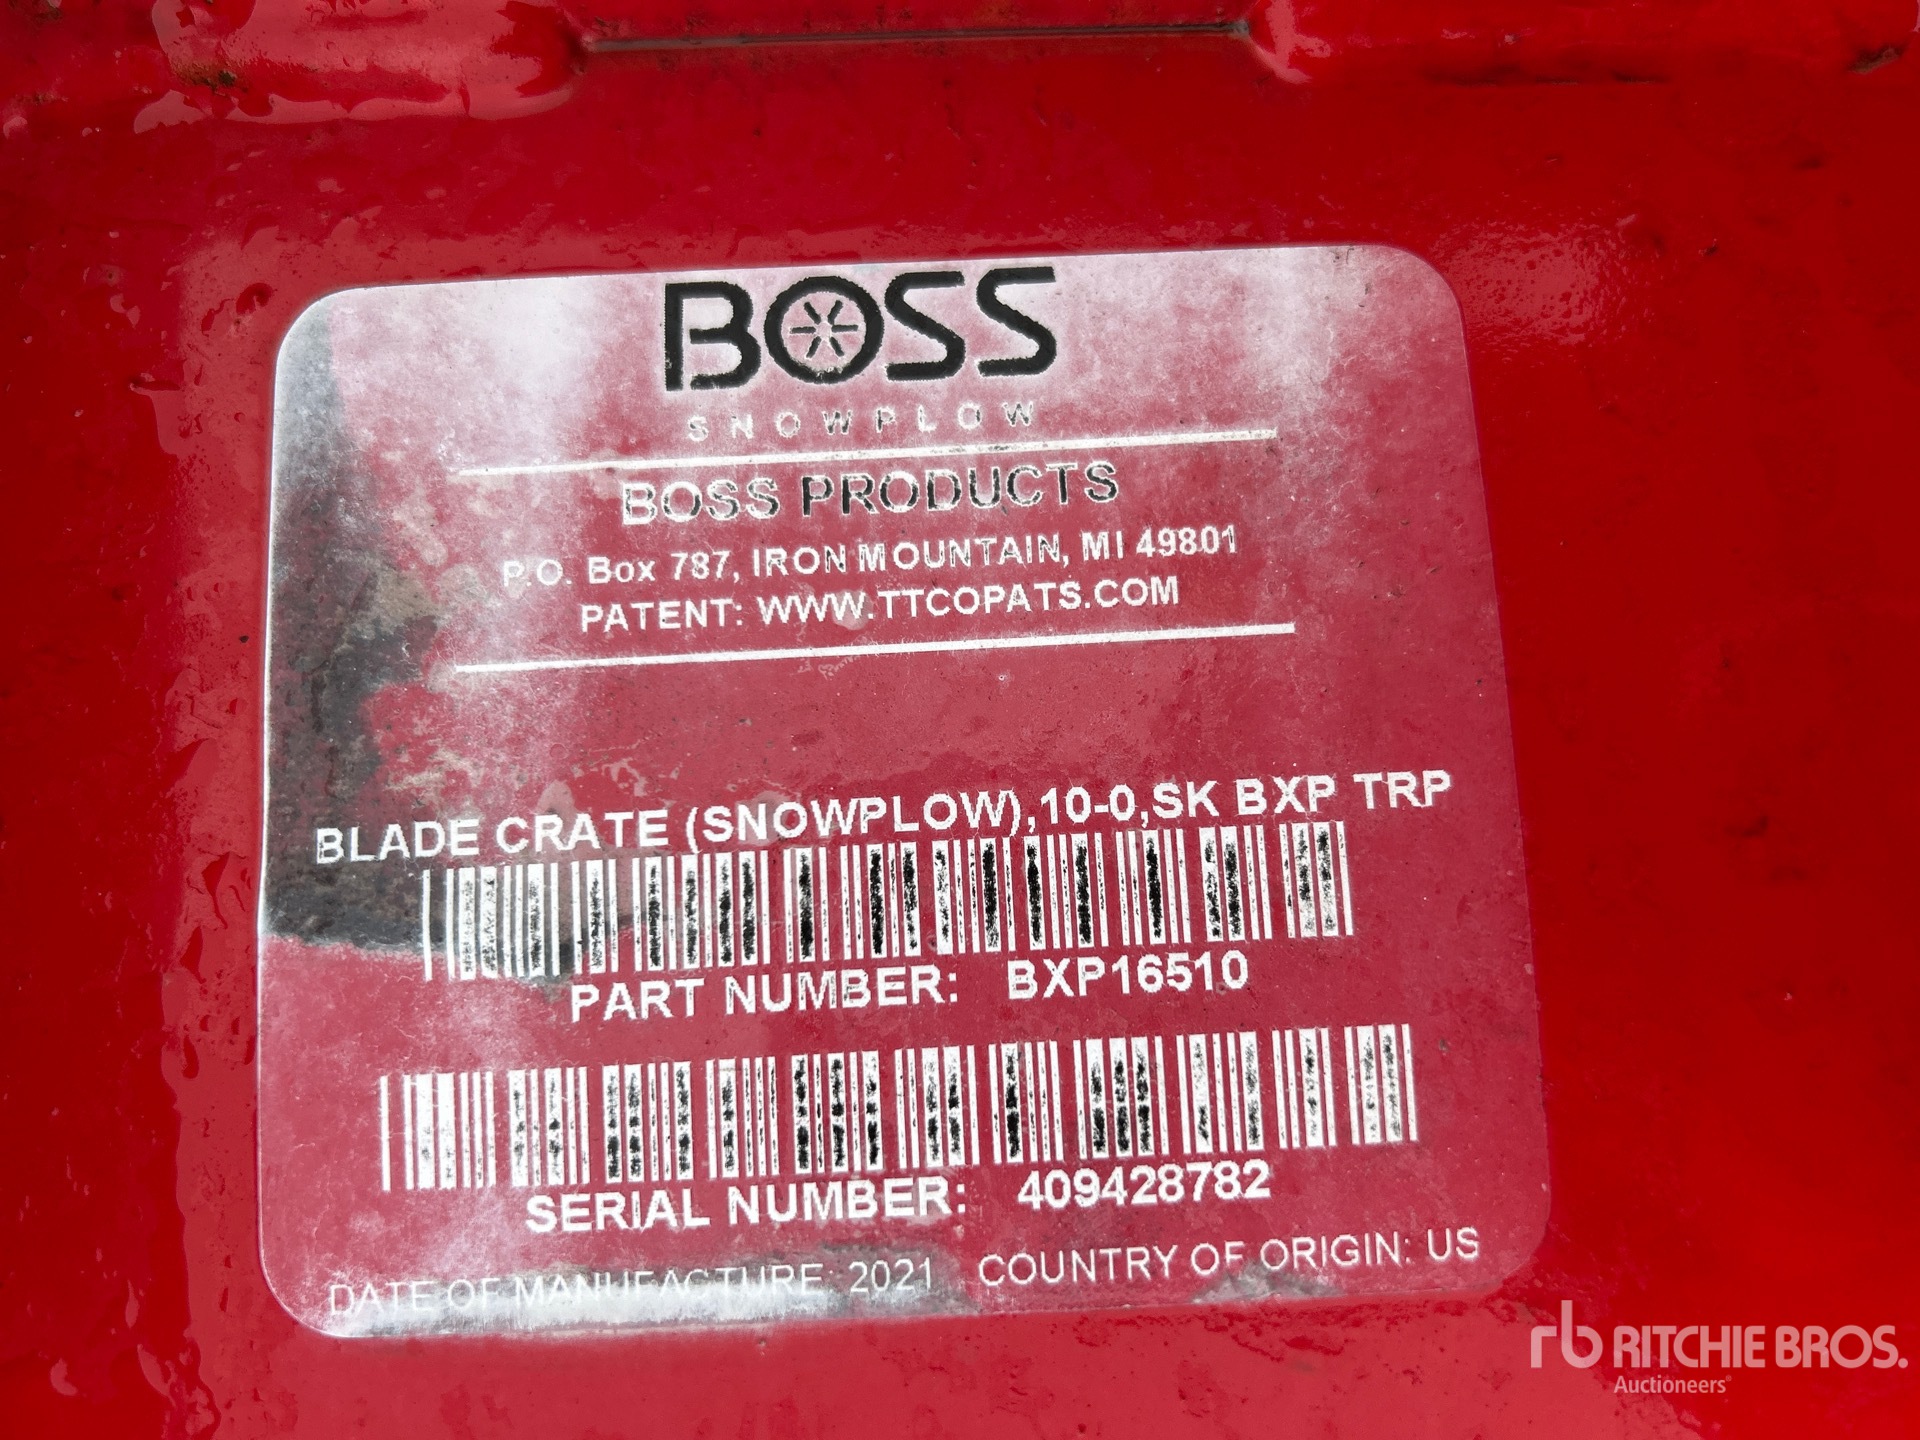 BOSS
SNOWPLOW
BOSS PRODUCTS
P.O. Box 787, IRON MOUNTAIN, MI 49801
PATENT: WWW.TTCOPATS.COM
BLADE CRATE (SNOWPLOW),10-0,SK BXP TRP
PART NUMBER: BXP16510
SERIAL NUMBER: 409428782
DATE OF MANUFACTURE: 2021 COUNTRY OF ORIGIN: US
rb RITCHIE BROS.
Auctioneers